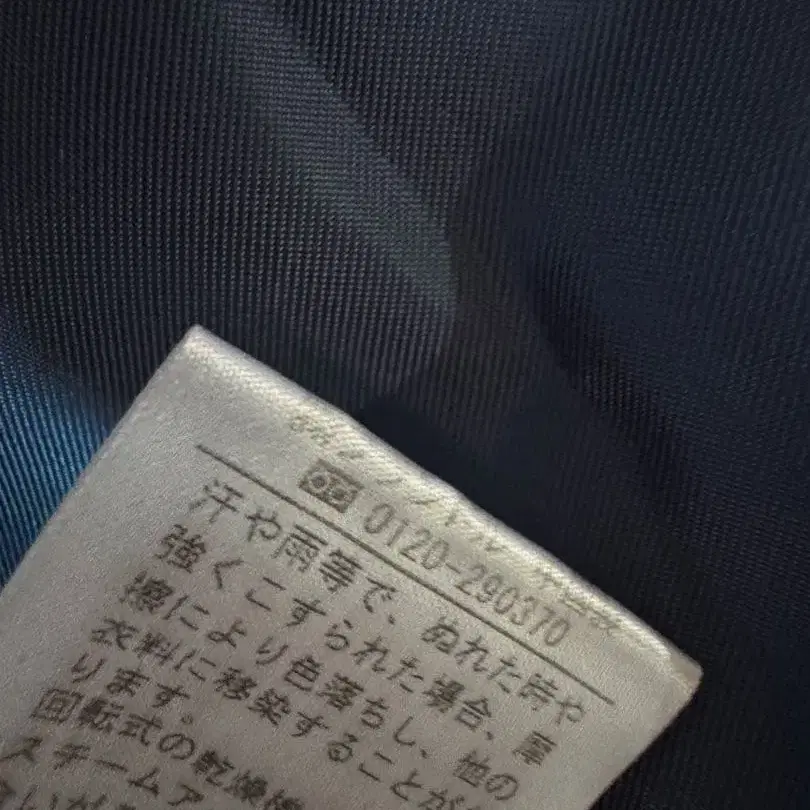 0120-290370
汗や雨等で、ぬれた時や
強くこすられた場合、摩
擦により色落ちし、他の
衣料に移染することが
ります。
回転式の乾燥
スチームア